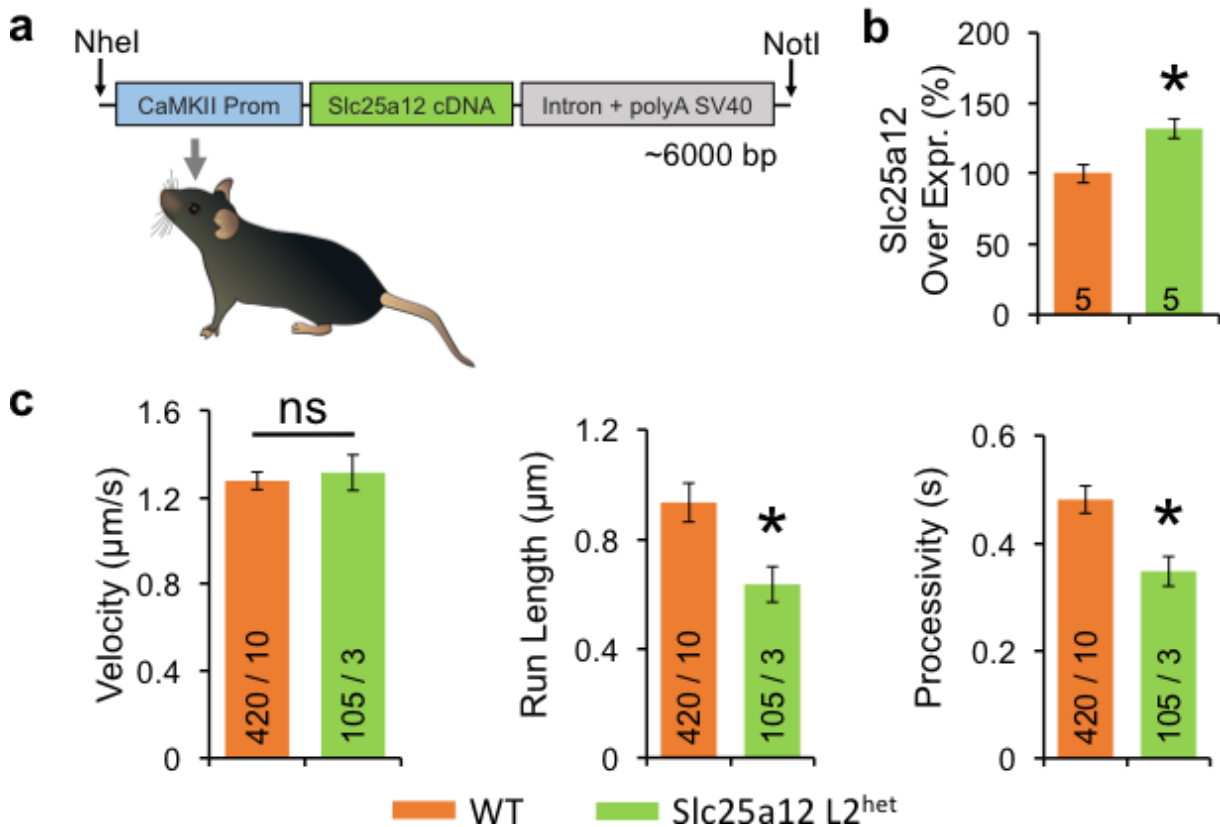 a
NheI
NotI
CaMKII Prom
Slc25a12 cDNA
Intron + polyA SV40
~6000 bp
b
Slc25a12
Over Expr. (%)
200
150
100
50
0
*
5
5
c
Velocity (µm/s)
1.6
1.2
0.8
0.4
0
ns
420 / 10
105 / 3
Run Length (µm)
1.2
0.8
0.4
0
*
420 / 10
105 / 3
Processivity (s)
0.6
0.4
0.2
0
*
420 / 10
105 / 3
WT
Slc25a12 L2het